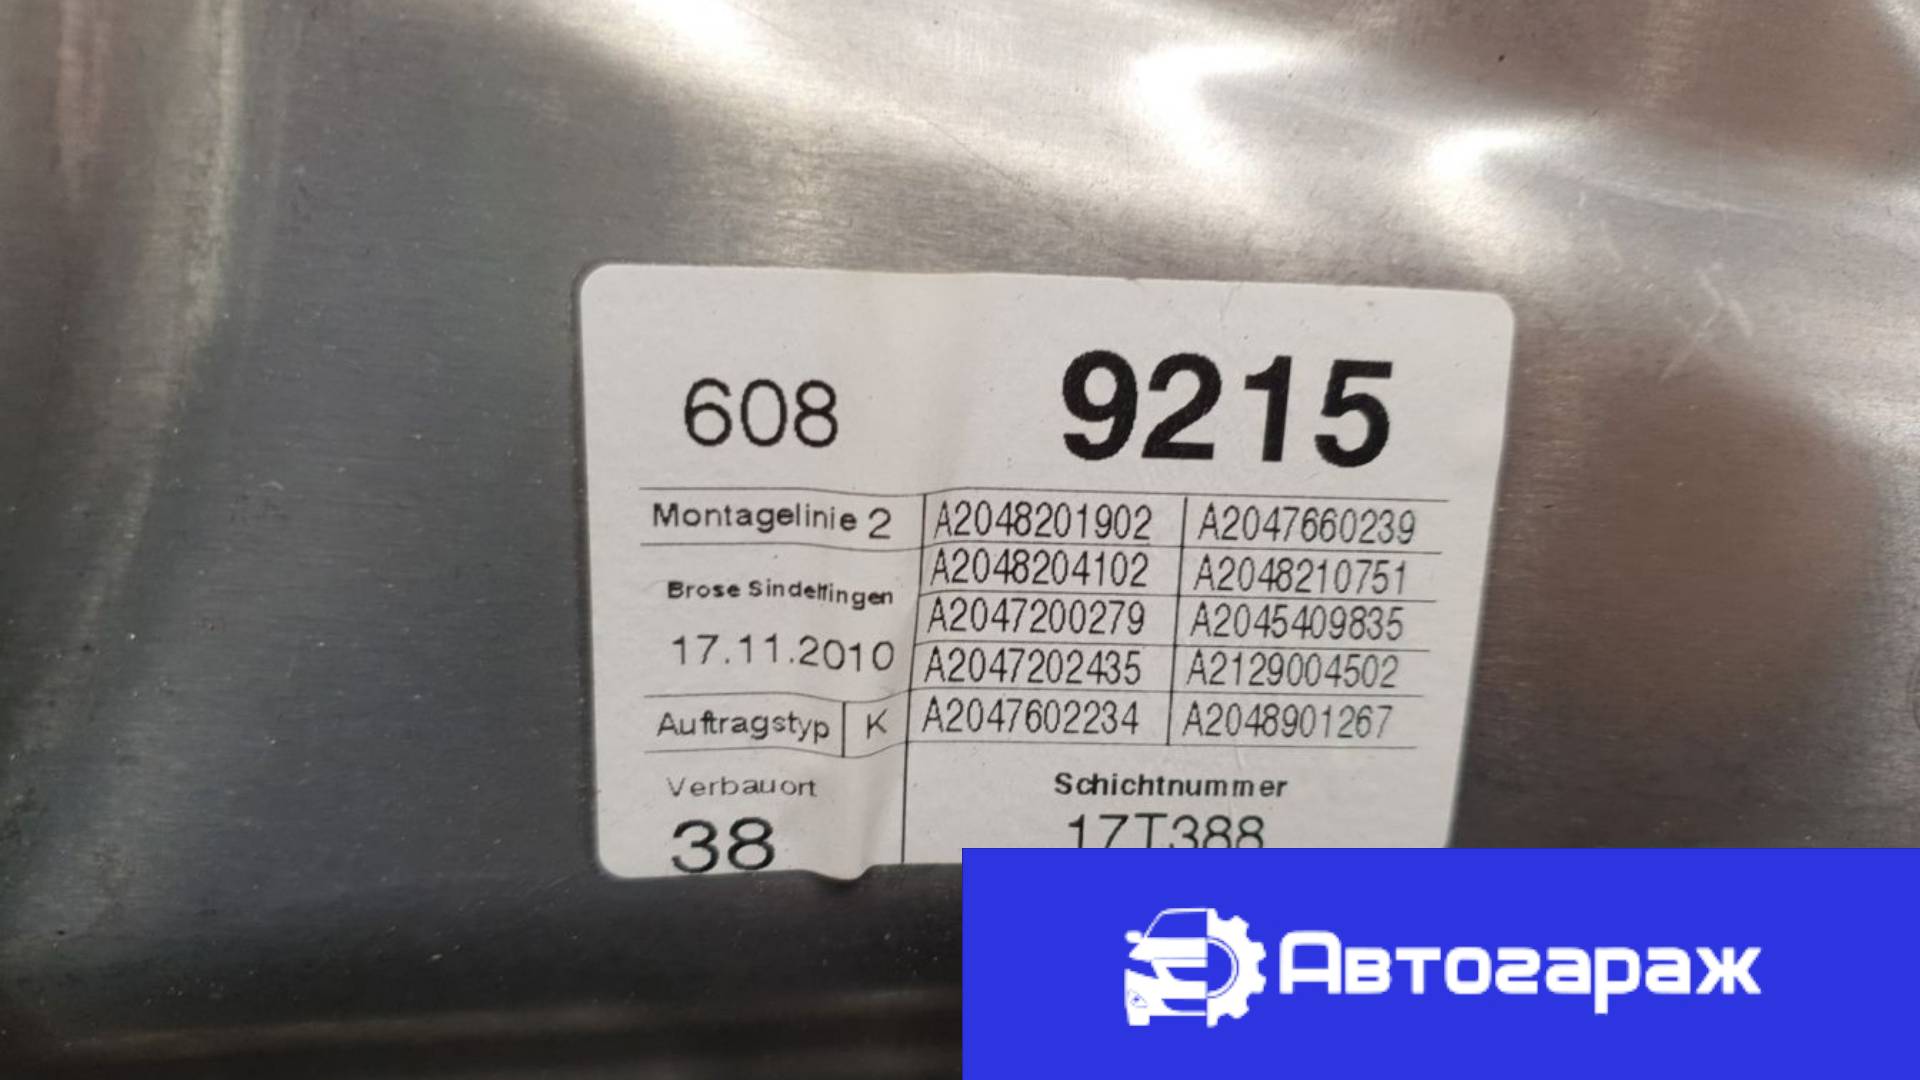 608 9215
Montagelinie 2 A2048201902 A2047660239
A2048204102 A2048210751
Brose Sindelfingen
A2047200279 A2045409835
17.11.2010 A2047202435 A2129004502
Auftragstyp K A2047602234 A2048901267
Verbauort Schichtnummer
38 17T388
Автогараж